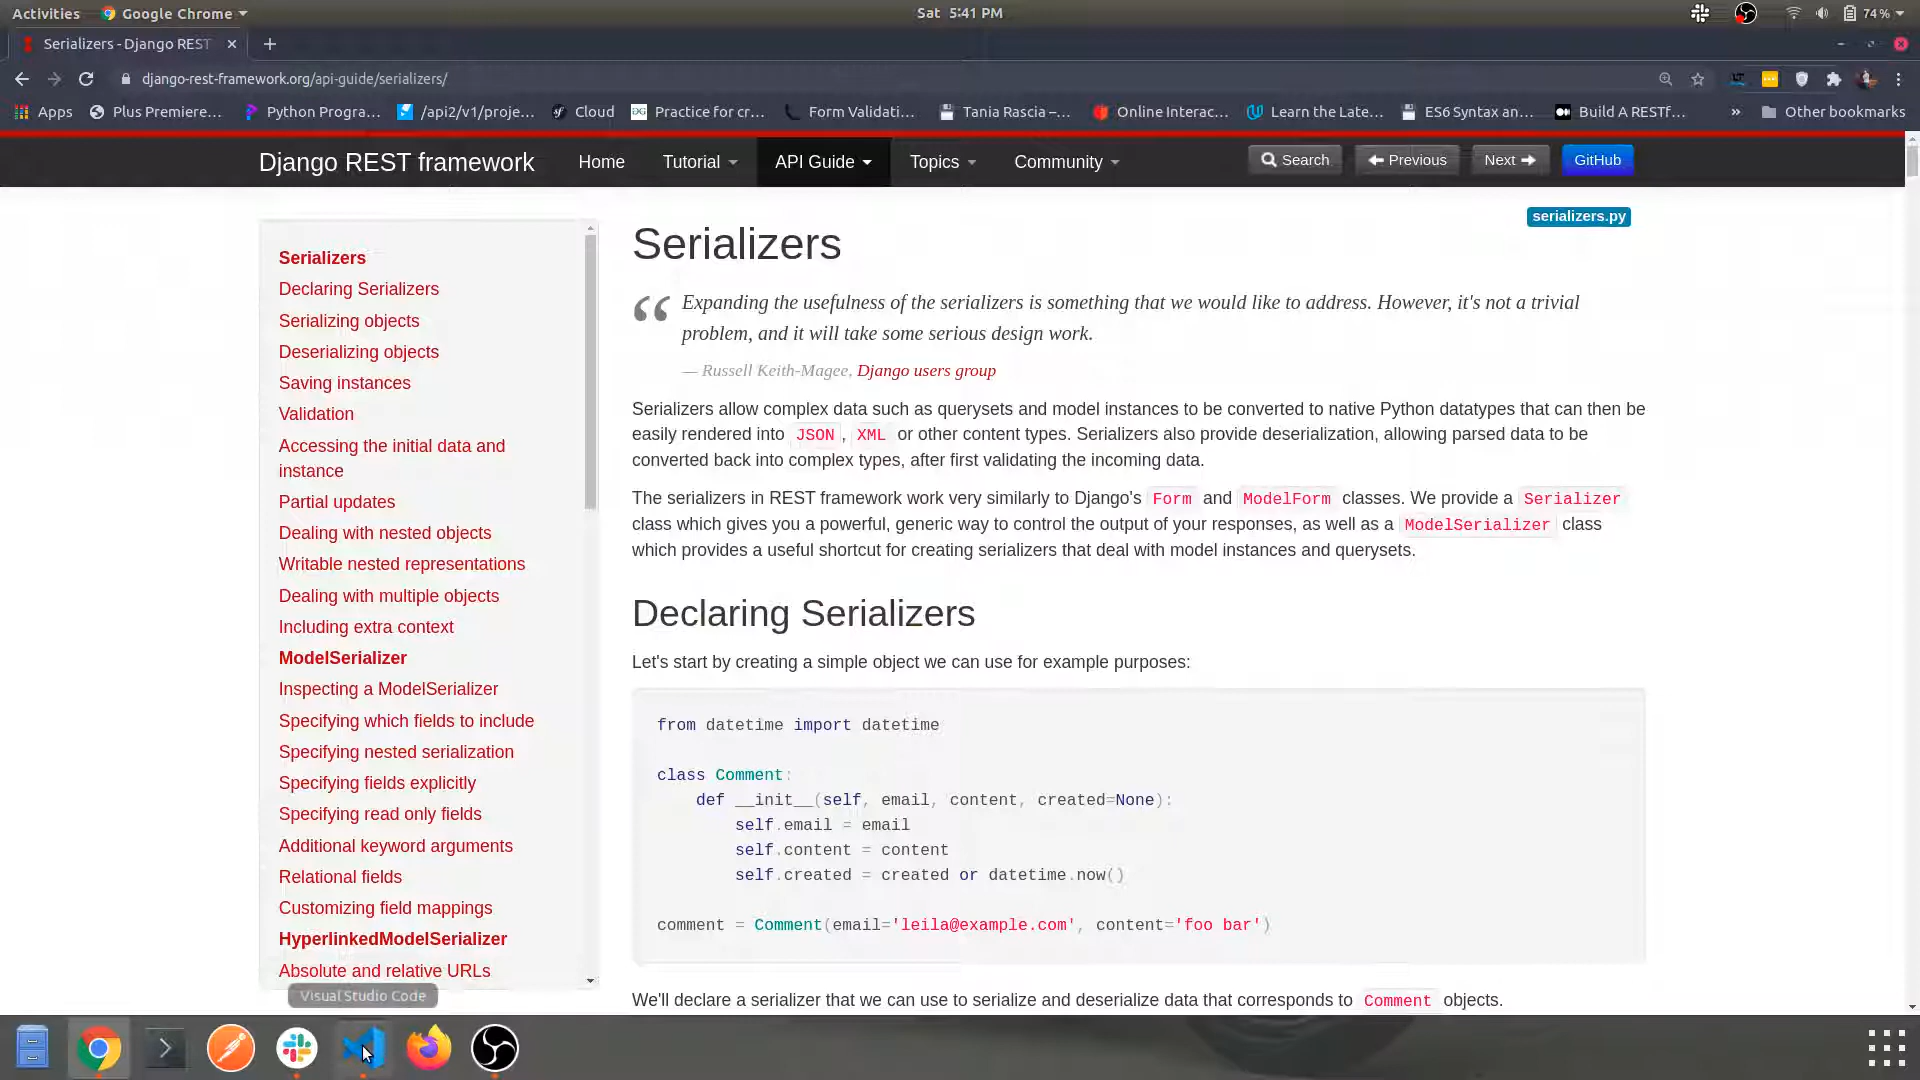 Activities
Google Chrome
Sat 5:41 PM
74%
Serializers - Django REST
django-rest-framework.org/api-guide/serializers/
Apps
Plus Premiere...
Python Progra...
/api2/v1/proje...
Cloud
Practice for cr...
Form Validati...
Tania Rascia –...
Online Interac...
Learn the Late...
ES6 Syntax an...
Build A RESTf...
»
Other bookmarks
Django REST framework
Home
Tutorial
API Guide
Topics
Community
Search
Previous
Next
GitHub
Serializers
Declaring Serializers
Serializing objects
Deserializing objects
Saving instances
Validation
Accessing the initial data and
instance
Partial updates
Dealing with nested objects
Writable nested representations
Dealing with multiple objects
Including extra context
ModelSerializer
Inspecting a ModelSerializer
Specifying which fields to include
Specifying nested serialization
Specifying fields explicitly
Specifying read only fields
Additional keyword arguments
Relational fields
Customizing field mappings
HyperlinkedModelSerializer
Absolute and relative URLs
Visual Studio Code
serializers.py
Serializers
“ Expanding the usefulness of the serializers is something that we would like to address. However, it's not a trivial
problem, and it will take some serious design work.
— Russell Keith-Magee, Django users group
Serializers allow complex data such as querysets and model instances to be converted to native Python datatypes that can then be
easily rendered into JSON, XML or other content types. Serializers also provide deserialization, allowing parsed data to be
converted back into complex types, after first validating the incoming data.
The serializers in REST framework work very similarly to Django's Form and ModelForm classes. We provide a Serializer
class which gives you a powerful, generic way to control the output of your responses, as well as a ModelSerializer class
which provides a useful shortcut for creating serializers that deal with model instances and querysets.
Declaring Serializers
Let's start by creating a simple object we can use for example purposes:
from datetime import datetime
class Comment:
    def __init__(self, email, content, created=None):
        self.email = email
        self.content = content
        self.created = created or datetime.now()
comment = Comment(email='leila@example.com', content='foo bar')
We'll declare a serializer that we can use to serialize and deserialize data that corresponds to Comment objects.